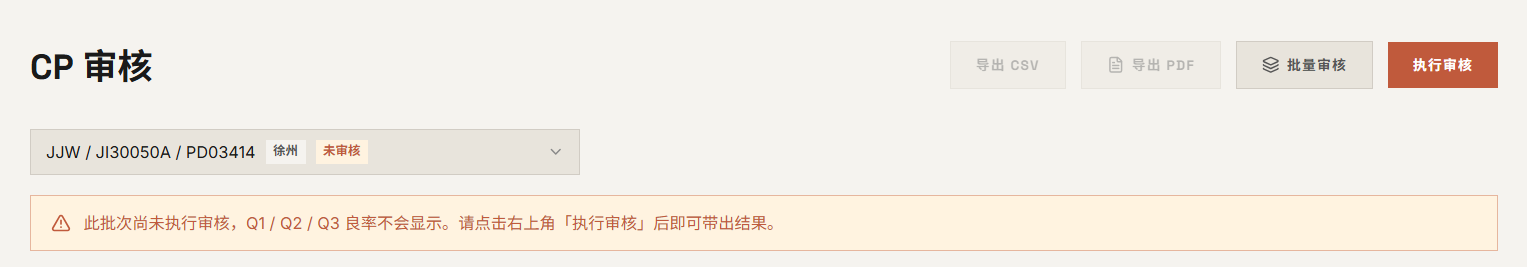 CP 审核
导出 CSV
导出 PDF
批量审核
执行审核
JJW / JI30050A / PD03414 徐州 未审核
此批次尚未执行审核，Q1 / Q2 / Q3 良率不会显示。请点击右上角「执行审核」后即可带出结果。